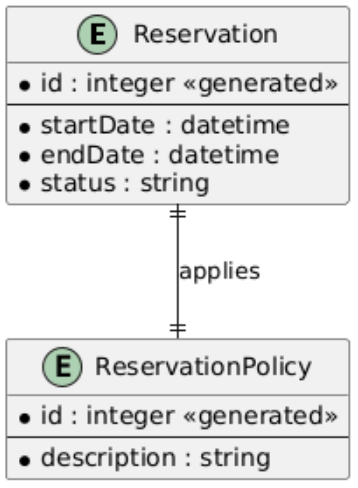 E Reservation
id : integer «generated»
startDate : datetime
endDate : datetime
status : string
applies
E ReservationPolicy
id : integer «generated»
description : string